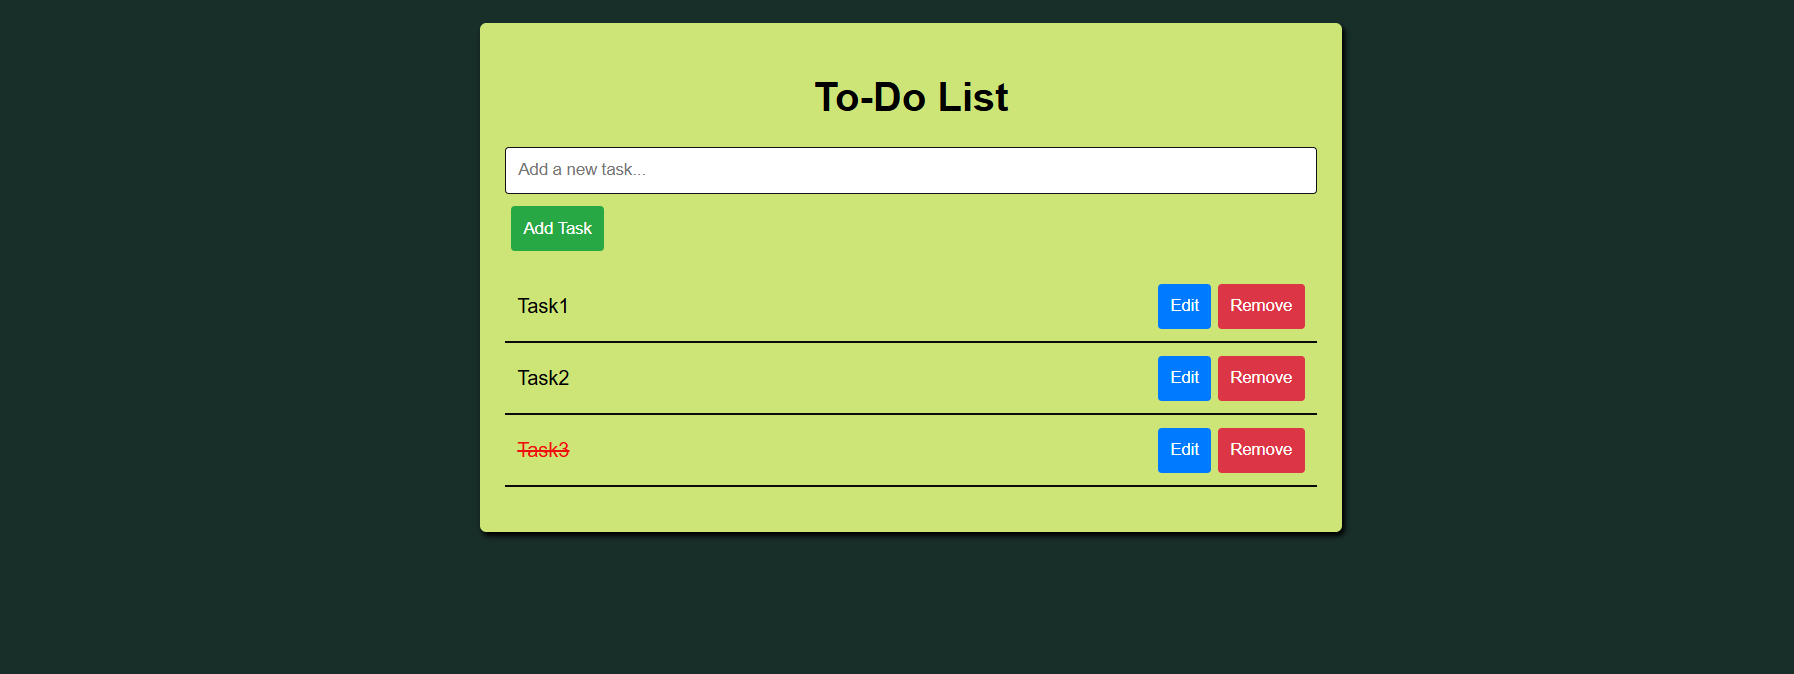 To-Do List
Add a new task...
Add Task
Task1 Edit Remove
Task2 Edit Remove
Task3 Edit Remove